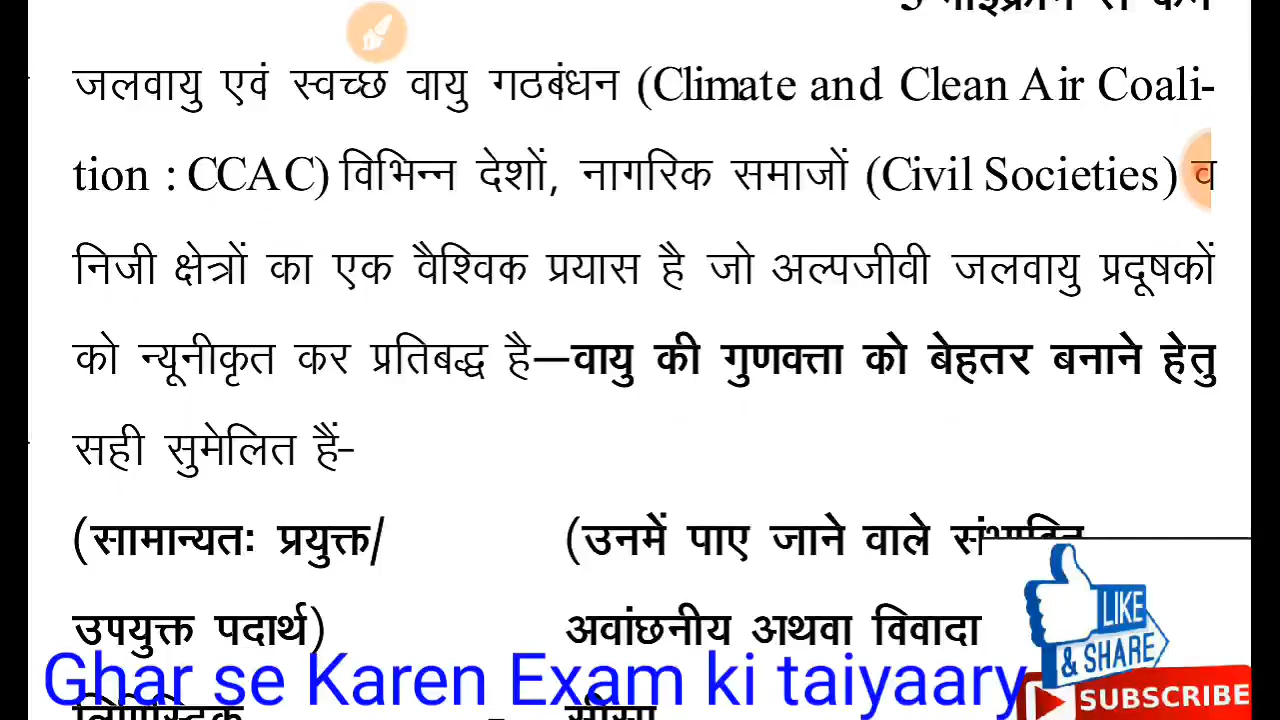 जलवायु एवं स्वच्छ वायु गठबंधन (Climate and Clean Air Coali-
tion : CCAC) विभिन्न देशों, नागरिक समाजों (Civil Societies) व
निजी क्षेत्रों का एक वैश्विक प्रयास है जो अल्पजीवी जलवायु प्रदूषकों
को न्यूनीकृत कर प्रतिबद्ध है—वायु की गुणवत्ता को बेहतर बनाने हेतु
सही सुमेलित हैं-
(सामान्यतः प्रयुक्त/ (उनमें पाए जाने वाले
उपयुक्त पदार्थ) अवांछनीय अथवा
LIKE
& SHARE
Ghar se Karen Exam ki taiyaary
SUBSCRIBE